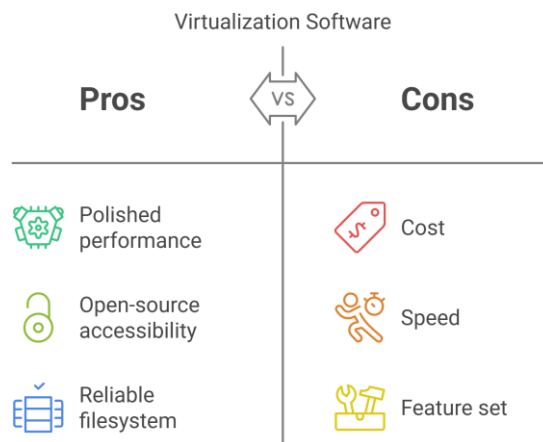 Virtualization Software
Pros
VS
Cons
Polished
performance
Cost
Open-source
accessibility
Speed
Reliable
filesystem
Feature set